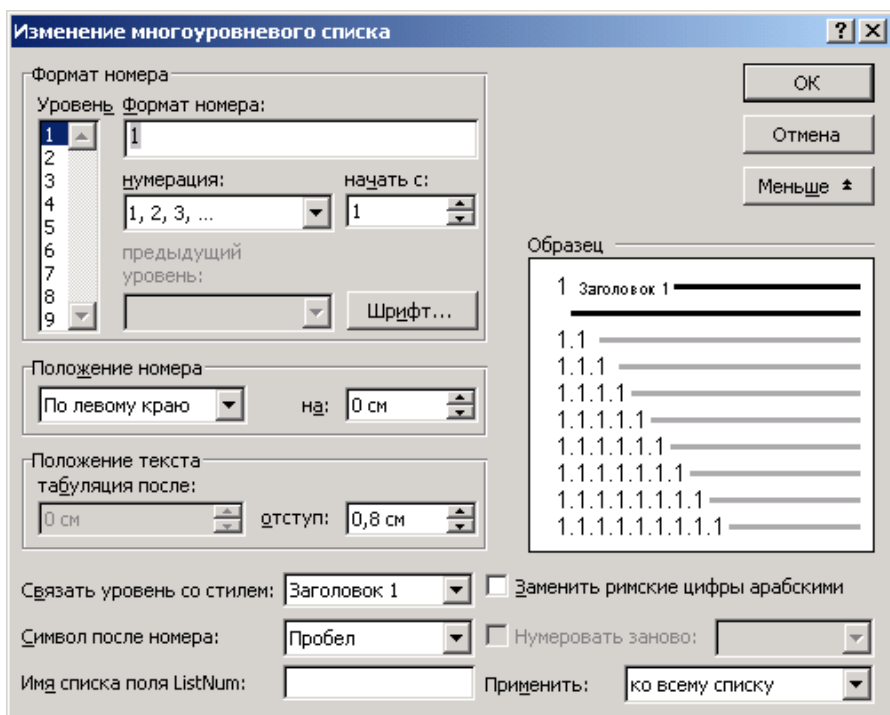 Изменение многоуровневого списка
Формат номера
Уровень Формат номера:
1 1
2
3 нумерация: начать с:
4 1, 2, 3, ... 1
5
6 предыдущий
7 уровень:
8
9 Шрифт...
ОК
Отмена
Меньше
Образец
1 Заголовок 1
1.1
1.1.1
1.1.1.1
1.1.1.1.1
1.1.1.1.1.1
1.1.1.1.1.1.1
1.1.1.1.1.1.1.1
1.1.1.1.1.1.1.1.1
Положение номера
По левому краю на: 0 см
Положение текста
табуляция после:
0 см отступ: 0,8 см
Связать уровень со стилем: Заголовок 1 Заменить римские цифры арабскими
Символ после номера: Пробел Нумеровать заново:
Имя списка поля ListNum: Применить: ко всему списку